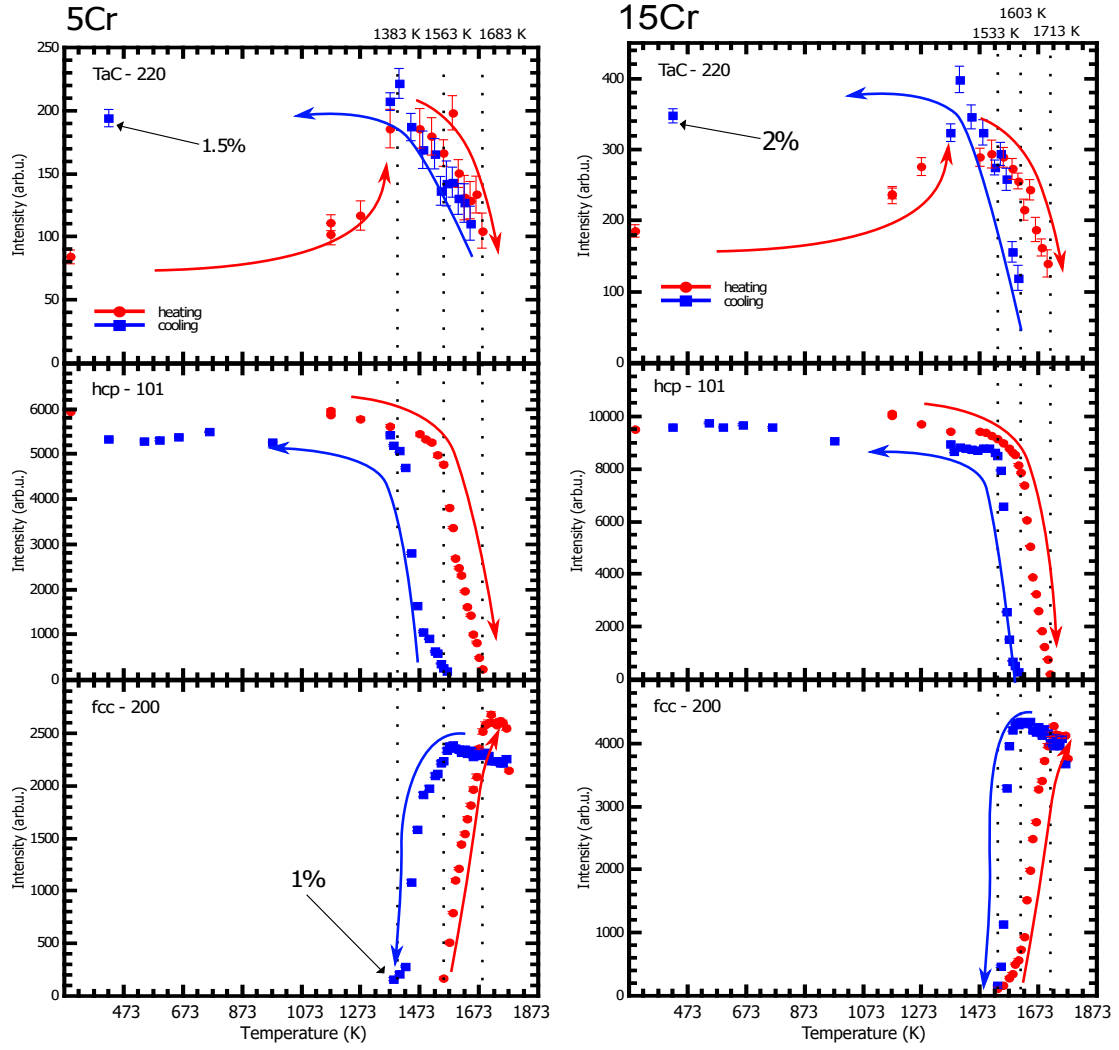 5Cr
1383 K 1563 K 1683 K
250
200
150
100
50
0
Intensity (arb.u.)
TaC - 220
1.5%
heating
cooling
6000
5000
4000
3000
2000
1000
0
Intensity (arb.u.)
hcp - 101
2500
2000
1500
1000
500
0
Intensity (arb.u.)
fcc - 200
1%
473 673 873 1073 1273 1473 1673 1873
Temperature (K)
15Cr
1603 K
1533 K 1713 K
400
300
200
100
0
Intensity (arb.u.)
TaC - 220
2%
heating
cooling
10000
8000
6000
4000
2000
0
Intensity (arb.u.)
hcp - 101
4000
3000
2000
1000
0
Intensity (arb.u.)
fcc - 200
473 673 873 1073 1273 1473 1673 1873
Temperature (K)